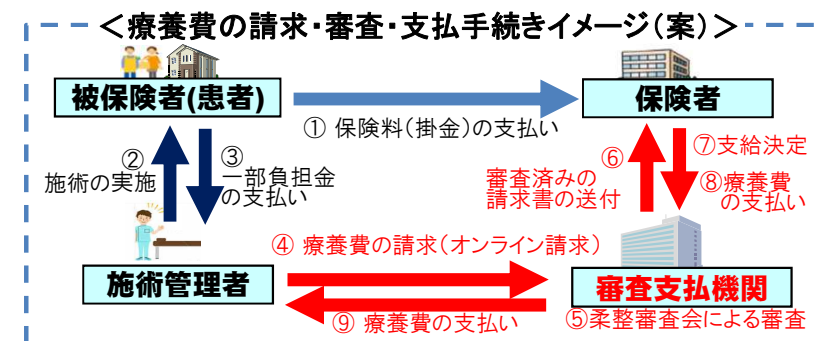 <療養費の請求・審査・支払手続きイメージ(案)>
被保険者(患者)
保険者
① 保険料(掛金)の支払い
②
施術の実施
③
一部負担金
の支払い
⑥
審査済みの
請求書の送付
⑦支給決定
⑧療養費
の支払い
④ 療養費の請求(オンライン請求)
施術管理者
審査支払機関
⑤柔整審査会による審査
⑨ 療養費の支払い